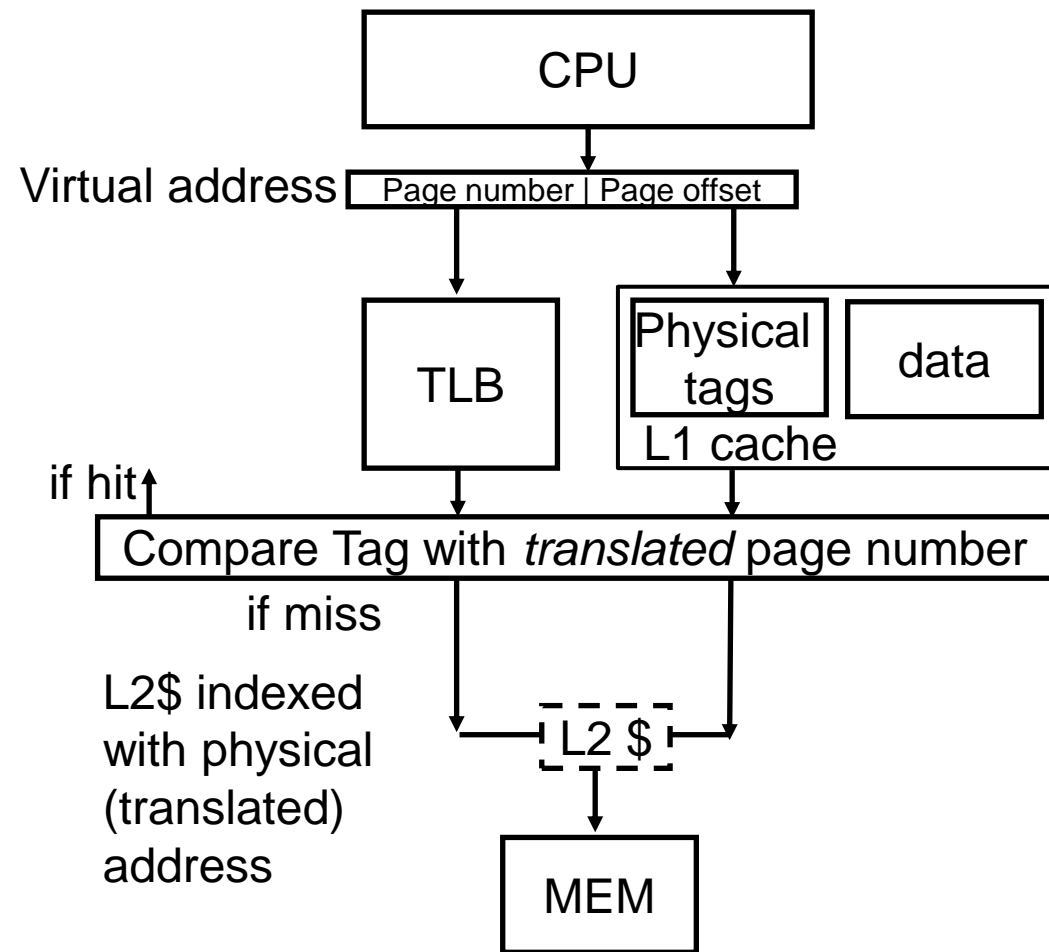 CPU
Virtual address
Page number | Page offset
TLB
Physical
tags
data
L1 cache
if hit
Compare Tag with translated page number
if miss
L2$ indexed
with physical
(translated)
address
L2 $
MEM